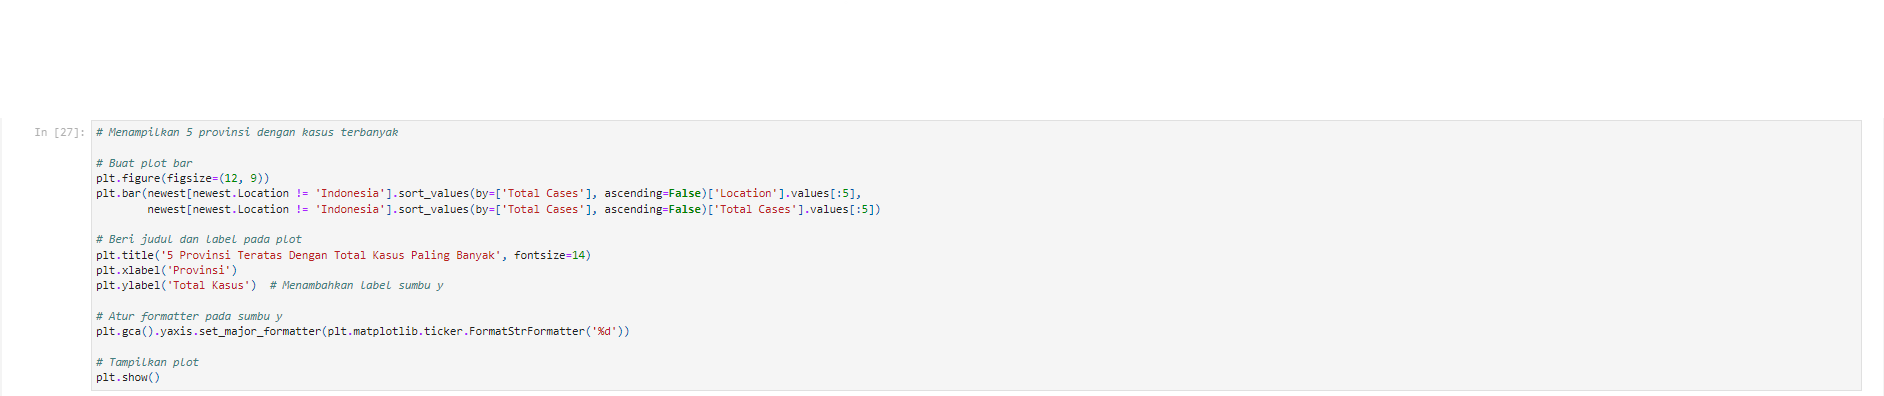 In [27]:
# Menampilkan 5 provinsi dengan kasus terbanyak
# Buat plot bar
plt.figure(figsize=(12, 9))
plt.bar(newest[newest.Location != 'Indonesia'].sort_values(by=['Total Cases'], ascending=False)['Location'].values[:5],
newest[newest.Location != 'Indonesia'].sort_values(by=['Total Cases'], ascending=False)['Total Cases'].values[:5])
# Beri judul dan label pada plot
plt.title('5 Provinsi Teratas Dengan Total Kasus Paling Banyak', fontsize=14)
plt.xlabel('Provinsi')
plt.ylabel('Total Kasus')  # Menambahkan label sumbu y
# Atur formatter pada sumbu y
plt.gca().yaxis.set_major_formatter(plt.matplotlib.ticker.FormatStrFormatter('%d'))
# Tampilkan plot
plt.show()